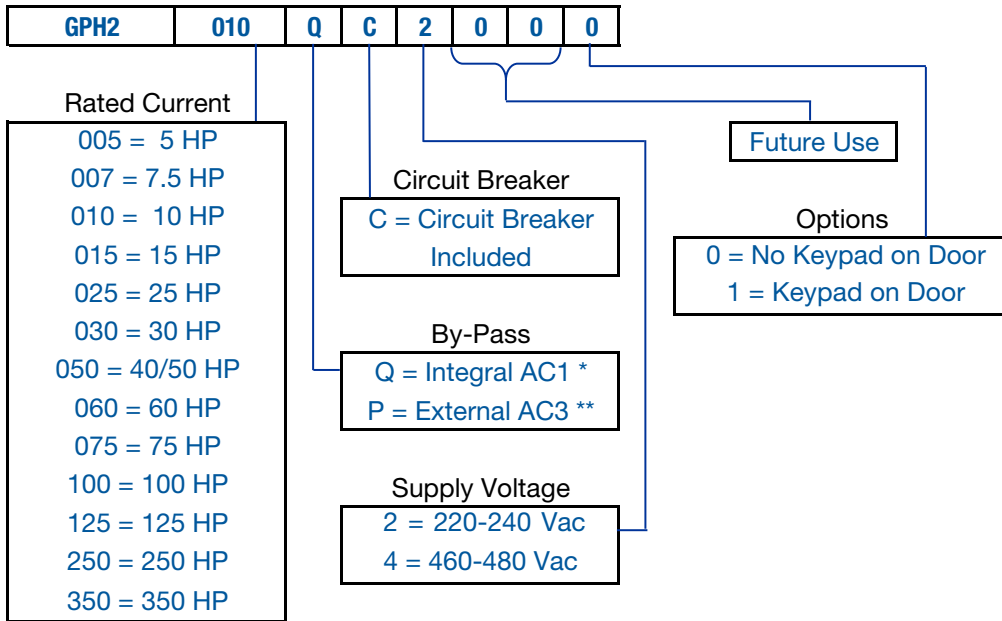 GPH2 010 Q C 2 0 0 0
Rated Current
005 = 5 HP
007 = 7.5 HP
010 = 10 HP
015 = 15 HP
025 = 25 HP
030 = 30 HP
050 = 40/50 HP
060 = 60 HP
075 = 75 HP
100 = 100 HP
125 = 125 HP
250 = 250 HP
350 = 350 HP
Circuit Breaker
C = Circuit Breaker
Included
By-Pass
Q = Integral AC1 *
P = External AC3 **
Supply Voltage
2 = 220-240 Vac
4 = 460-480 Vac
Future Use
Options
0 = No Keypad on Door
1 = Keypad on Door